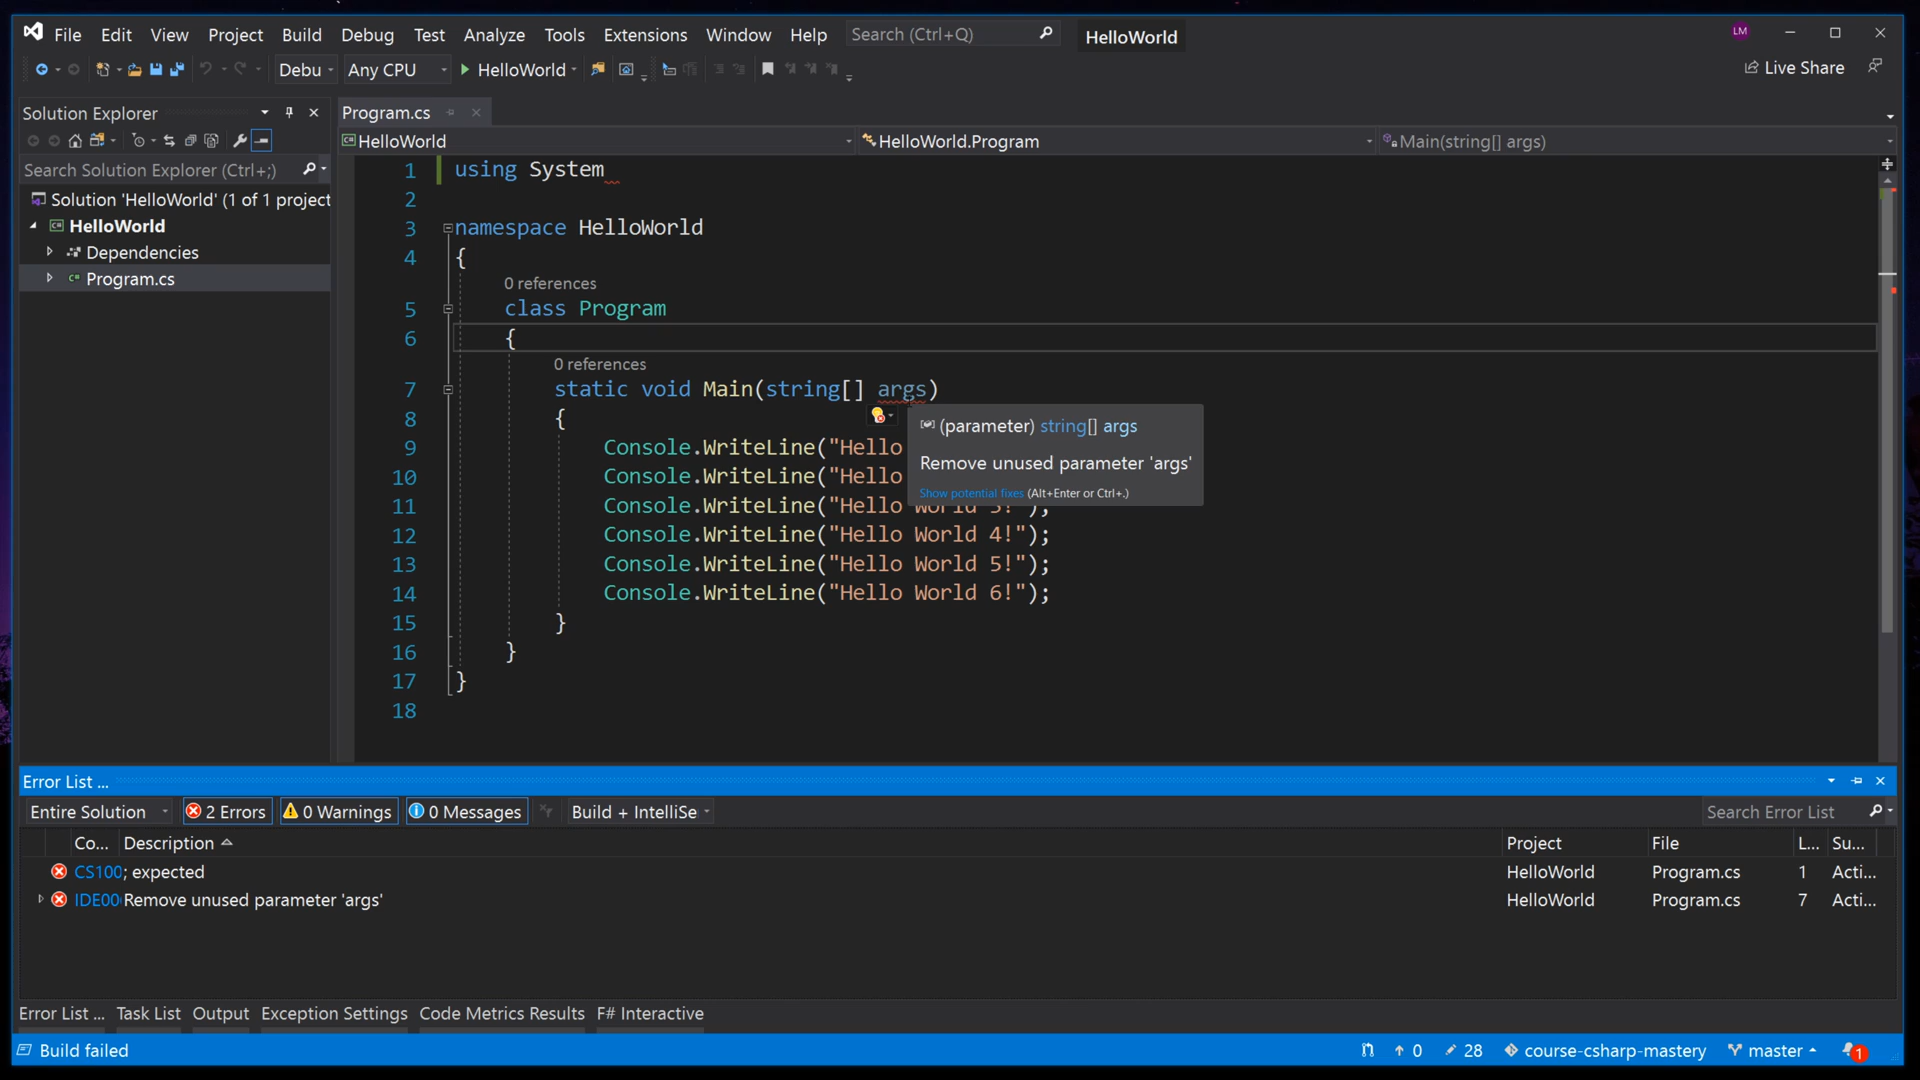 File Edit View Project Build Debug Test Analyze Tools Extensions Window Help Search (Ctrl+Q) HelloWorld LM
Debu Any CPU HelloWorld Live Share
Solution Explorer
Search Solution Explorer (Ctrl+;)
Solution 'HelloWorld' (1 of 1 project
HelloWorld
Dependencies
Program.cs
Program.cs
HelloWorld HelloWorld.Program Main(string[] args)
1 using System
2
3 namespace HelloWorld
4 {
0 references
5 class Program
6 {
0 references
7 static void Main(string[] args)
8 {
9 Console.WriteLine("Hello
10 Console.WriteLine("Hello
11 Console.WriteLine("Hello World 3!");
12 Console.WriteLine("Hello World 4!");
13 Console.WriteLine("Hello World 5!");
14 Console.WriteLine("Hello World 6!");
15 }
16 }
17 }
18
(parameter) string[] args
Remove unused parameter 'args'
Show potential fixes (Alt+Enter or Ctrl+.)
Error List ...
Entire Solution 2 Errors 0 Warnings 0 Messages Build + IntelliSe Search Error List
Co... Description Project File L... Su...
CS100 ; expected HelloWorld Program.cs 1 Acti...
IDE00 Remove unused parameter 'args' HelloWorld Program.cs 7 Acti...
Error List ... Task List Output Exception Settings Code Metrics Results F# Interactive
Build failed 0 28 course-csharp-mastery master 1